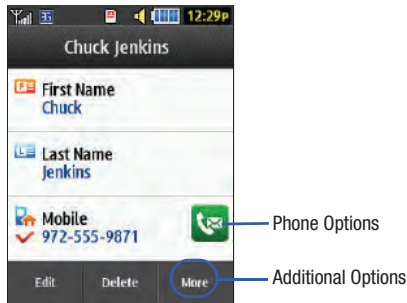 3G 12:29P
Chuck Jenkins
First Name
Chuck
Last Name
Jenkins
Mobile
972-555-9871
Phone Options
Edit Delete More
Additional Options